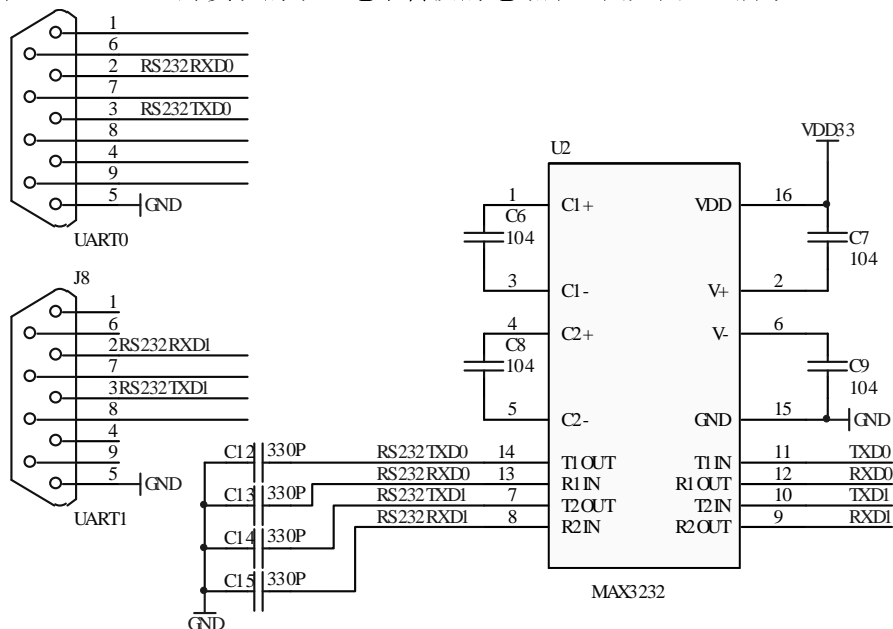 1
6
2 RS232RXD0
7
3 RS232TXD0
8
4
9
5 GND
UART0
J8
1
6
2 RS232RXD1
7
3 RS232TXD1
8
4
9
5 GND
UART1
U2
VDD33
1 C1+ VDD 16
C6 104
C7 104
3 C1- V+ 2
4 C2+ V- 6
C8 104
C9 104
5 C2- GND 15 GND
C12 330P RS232TXD0 14 T1OUT T1IN 11 TXD0
RS232RXD0 13 R1IN R1OUT 12 RXD0
C13 330P RS232TXD1 7 T2OUT T2IN 10 TXD1
RS232RXD1 8 R2IN R2OUT 9 RXD1
C14 330P
C15 330P
MAX3232
GND